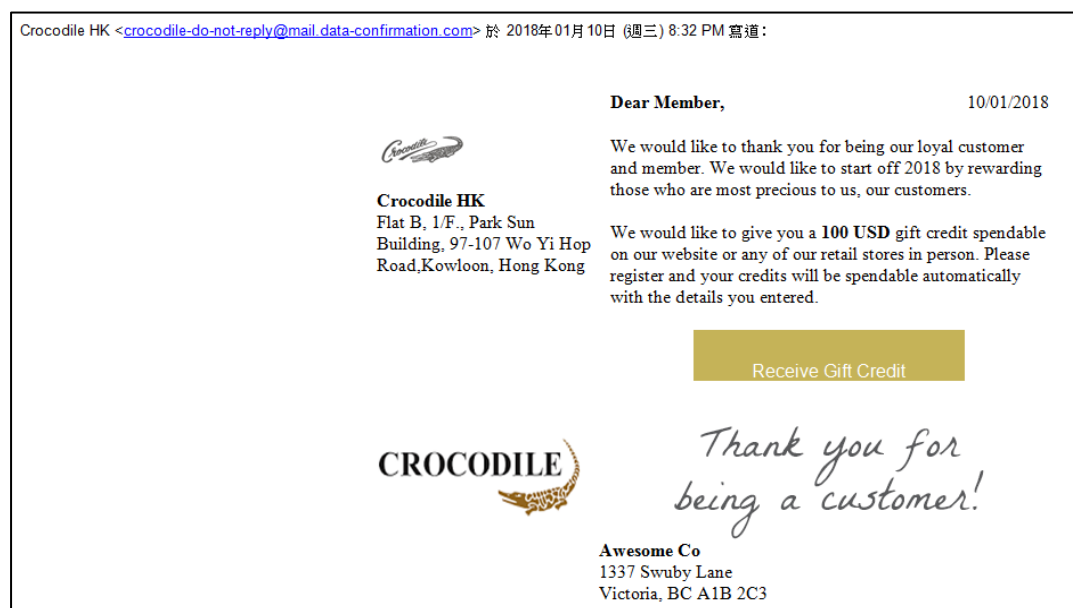 Crocodile HK <crocodile-do-not-reply@mail.data-confirmation.com> 於 2018年01月10日 (週三) 8:32 PM 寫道：
Dear Member,
10/01/2018
Crocodile
Crocodile HK
Flat B, 1/F., Park Sun
Building, 97-107 Wo Yi Hop
Road,Kowloon, Hong Kong
We would like to thank you for being our loyal customer
and member. We would like to start off 2018 by rewarding
those who are most precious to us, our customers.
We would like to give you a 100 USD gift credit spendable
on our website or any of our retail stores in person. Please
register and your credits will be spendable automatically
with the details you entered.
Receive Gift Credit
CROCODILE
Thank you for
being a customer!
Awesome Co
1337 Swuby Lane
Victoria, BC A1B 2C3